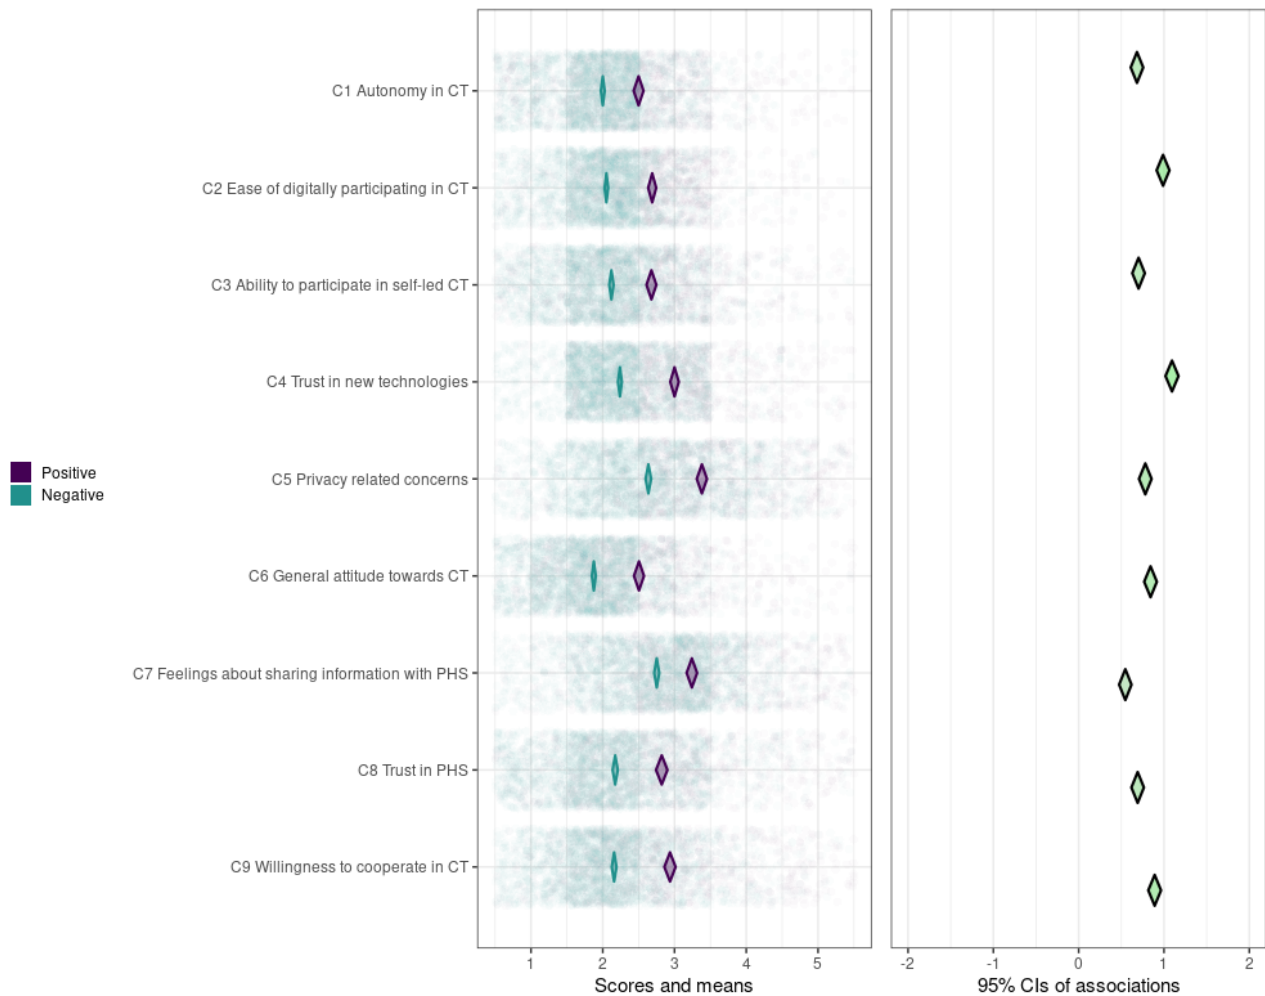 C1 Autonomy in CT
C2 Ease of digitally participating in CT
C3 Ability to participate in self-led CT
C4 Trust in new technologies
C5 Privacy related concerns
C6 General attitude towards CT
C7 Feelings about sharing information with PHS
C8 Trust in PHS
C9 Willingness to cooperate in CT
Positive
Negative
1 2 3 4 5
Scores and means
-2 -1 0 1 2
95% CIs of associations